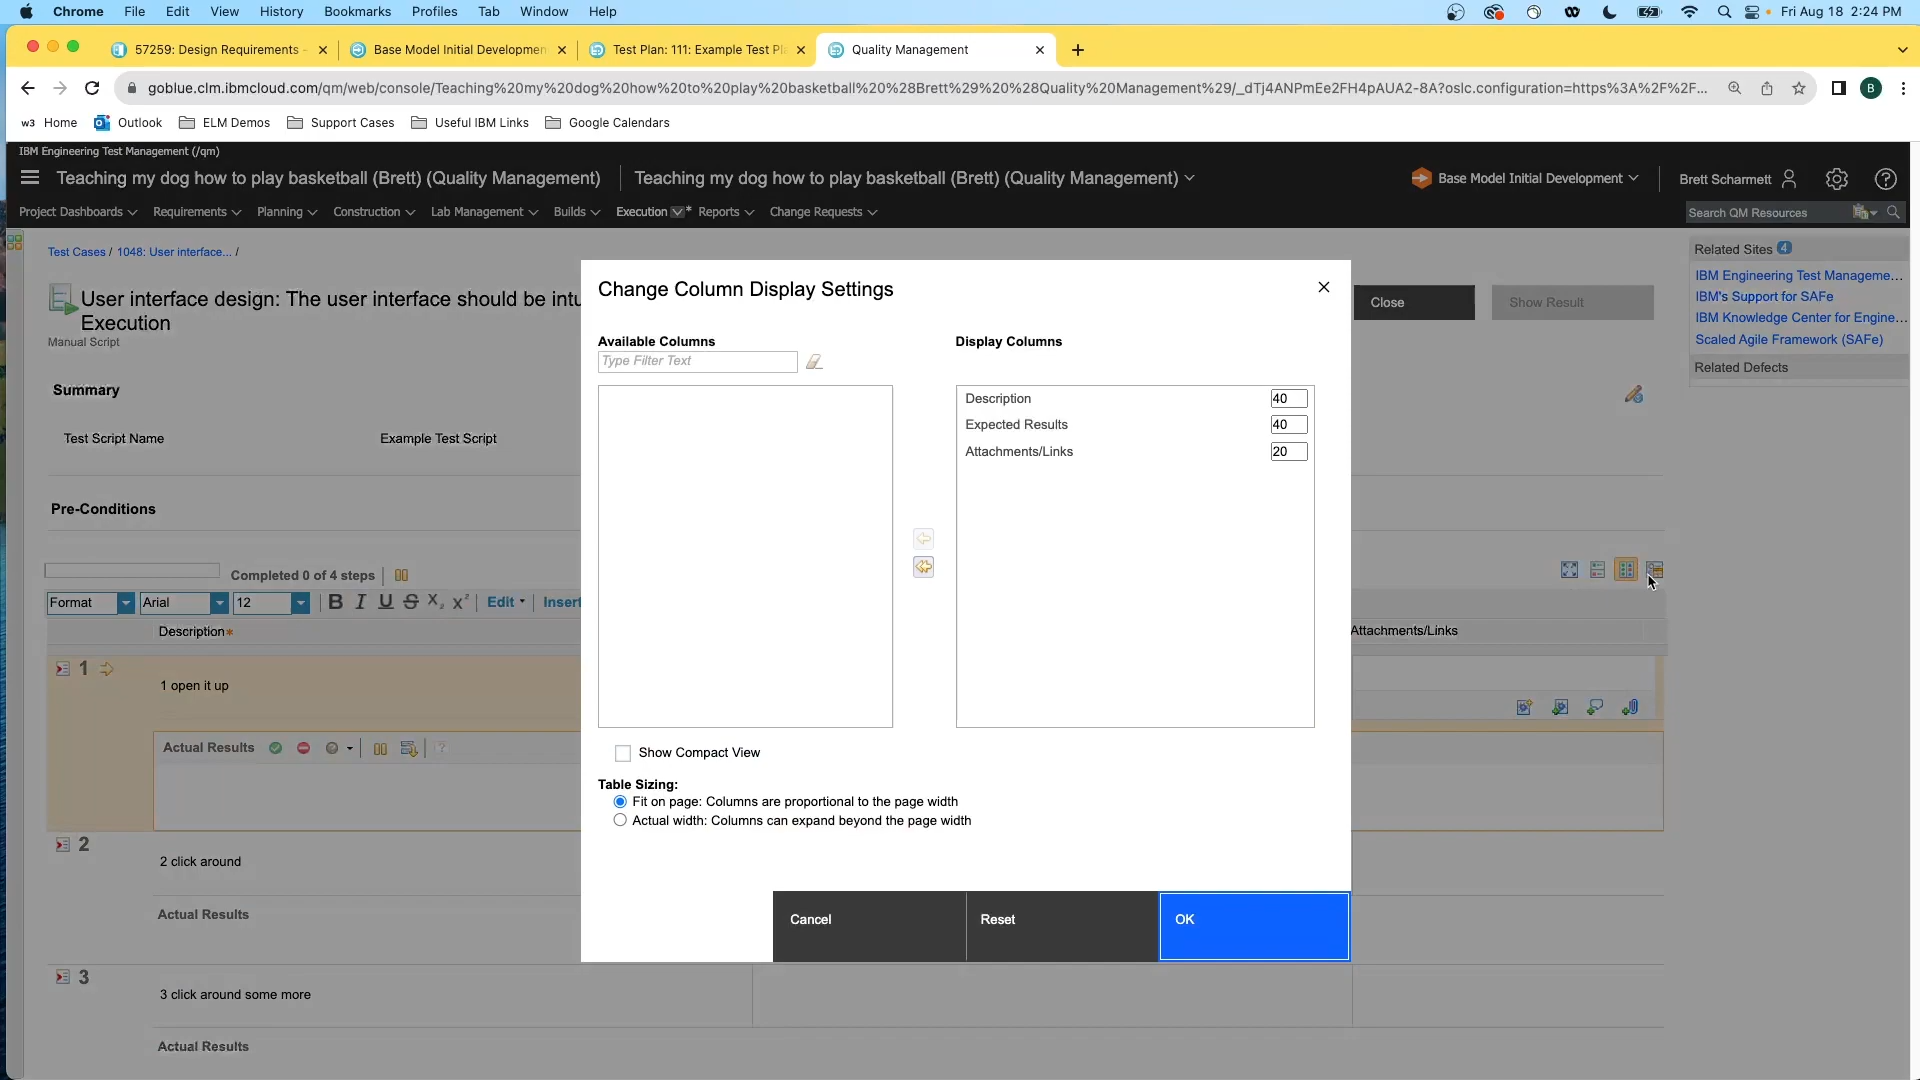 Chrome File Edit View History Bookmarks Profiles Tab Window Help Fri Aug 18 2:24 PM
57259: Design Requirements - Base Model Initial Developmen Test Plan: 111: Example Test Pla Quality Management
goblue.clm.ibmcloud.com/qm/web/console/Teaching%20my%20dog%20how%20to%20play%20basketball%20%28Brett%29%20%28Quality%20Management%29/_dTj4ANPmEe2FH4pAUA2-8A?oslc.configuration=https%3A%2F%2F... B
w3 Home Outlook ELM Demos Support Cases Useful IBM Links Google Calendars
IBM Engineering Test Management (/qm)
Teaching my dog how to play basketball (Brett) (Quality Management) Teaching my dog how to play basketball (Brett) (Quality Management) Base Model Initial Development Brett Scharmett
Project Dashboards Requirements Planning Construction Lab Management Builds Execution * Reports Change Requests Search QM Resources
Test Cases / 1048: User interface... /
User interface design: The user interface should be intu
Execution
Manual Script
Close Show Result
Related Sites 4
IBM Engineering Test Manageme...
IBM's Support for SAFe
IBM Knowledge Center for Engine...
Scaled Agile Framework (SAFe)
Related Defects
Summary
Test Script Name Example Test Script
Pre-Conditions
Completed 0 of 4 steps
Format Arial 12 B I U S X₂ X² Edit Insert
Description* Attachments/Links
1 1 open it up
Actual Results
2 2 click around
Actual Results
3 3 click around some more
Actual Results
Change Column Display Settings
Available Columns Display Columns
Type Filter Text
Description 40
Expected Results 40
Attachments/Links 20
Show Compact View
Table Sizing:
Fit on page: Columns are proportional to the page width
Actual width: Columns can expand beyond the page width
Cancel Reset OK